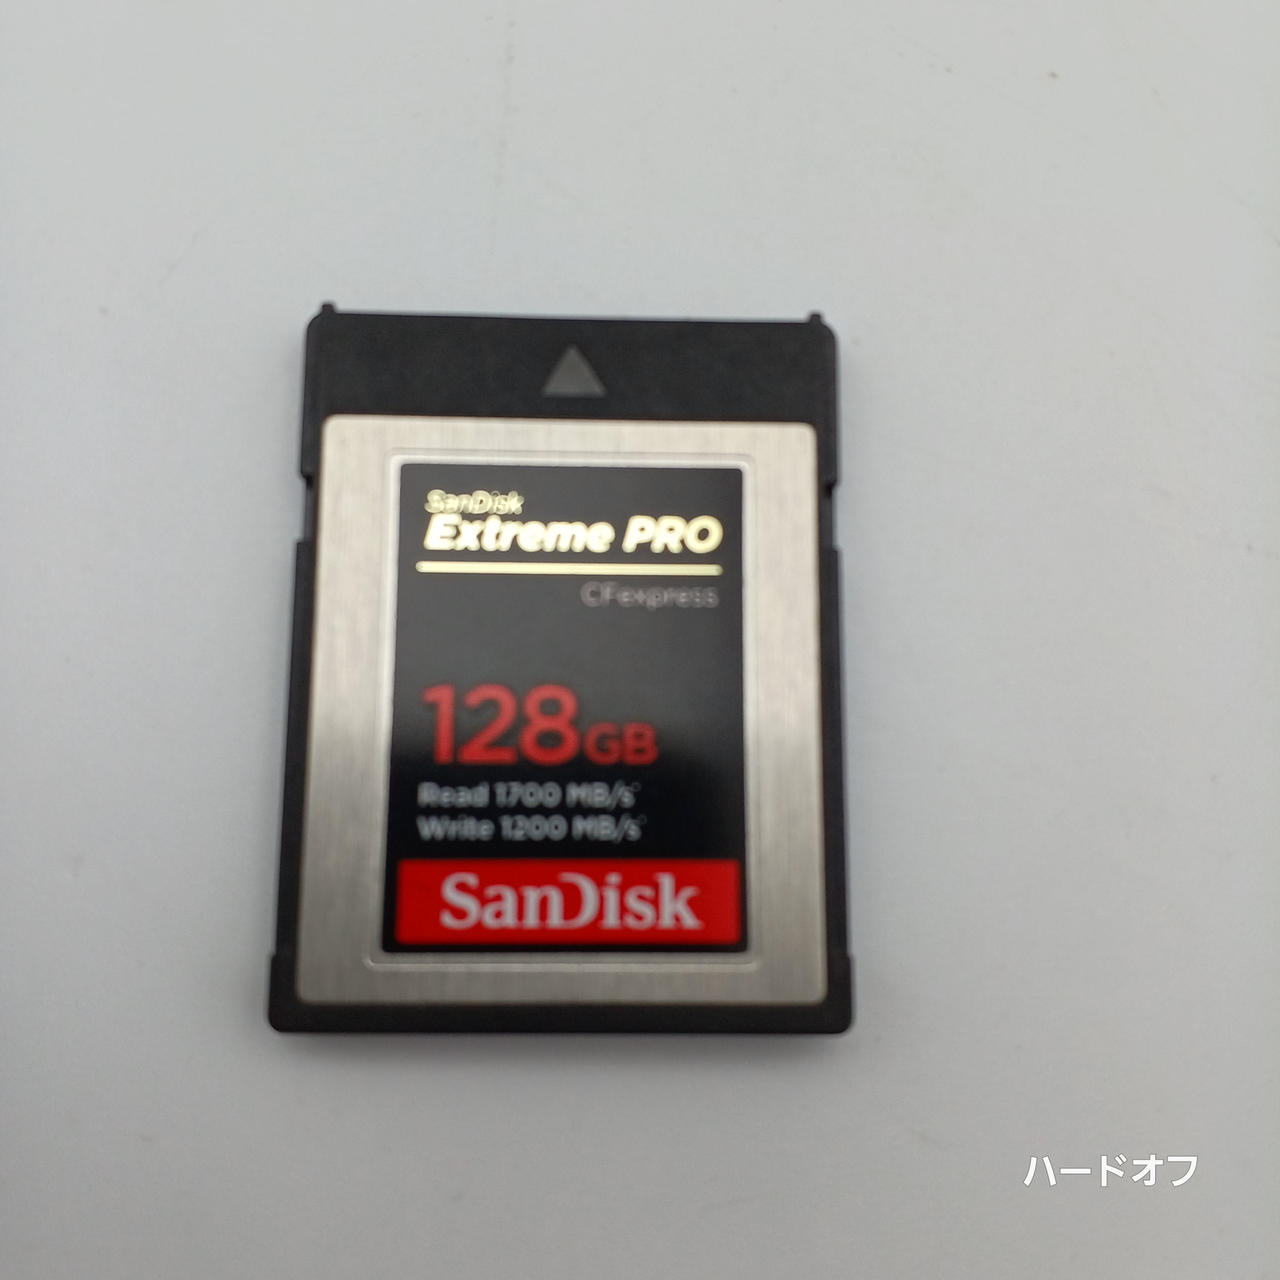 SanDisk
Extreme PRO
CFexpress
128GB
Read 1700 MB/s*
Write 1200 MB/s*
SanDisk
ハードオフ